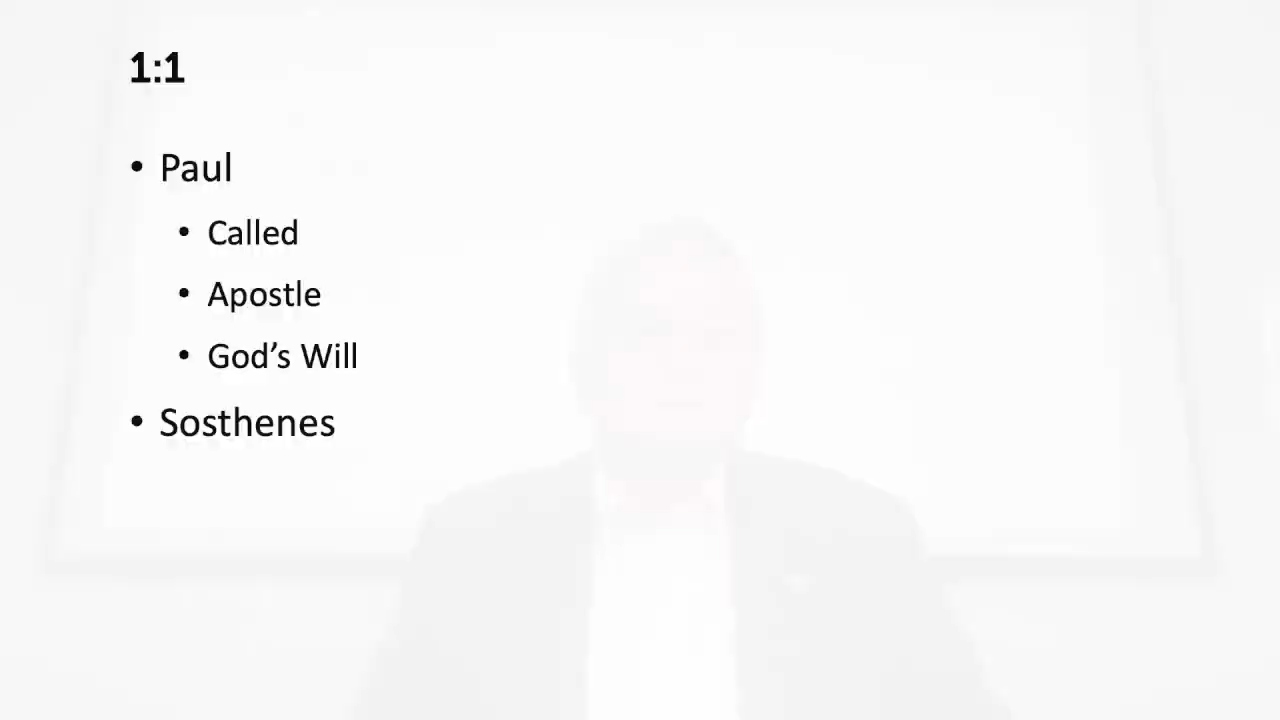 1:1
• Paul
• Called
• Apostle
• God’s Will
• Sosthenes